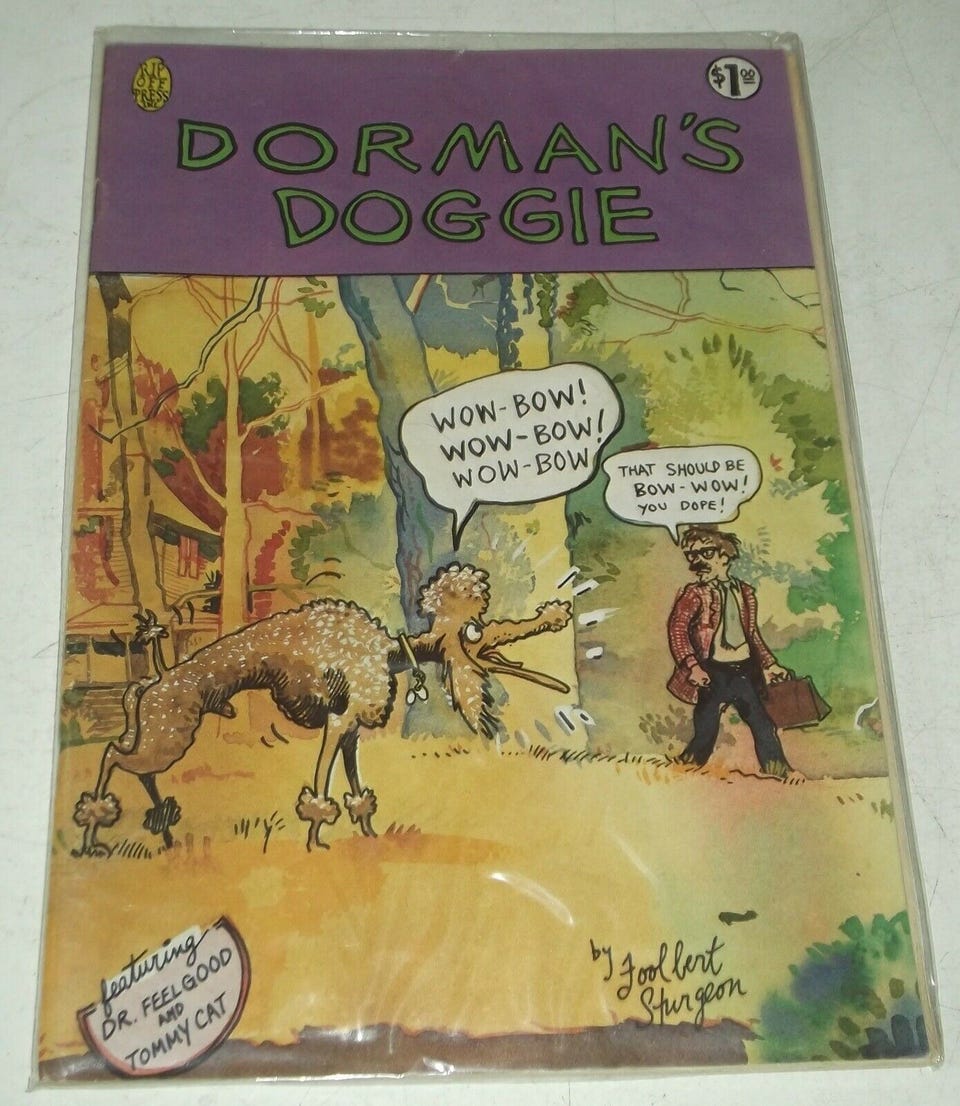 RIP
OFF
PRESS
INC
$1.00
DORMAN'S
DOGGIE
WOW-BOW!
WOW-BOW!
WOW-BOW
THAT SHOULD BE
BOW-WOW!
YOU DOPE!
featuring
DR. FEELGOOD
AND
TOMMY CAT
by Foolbert
Sturgeon